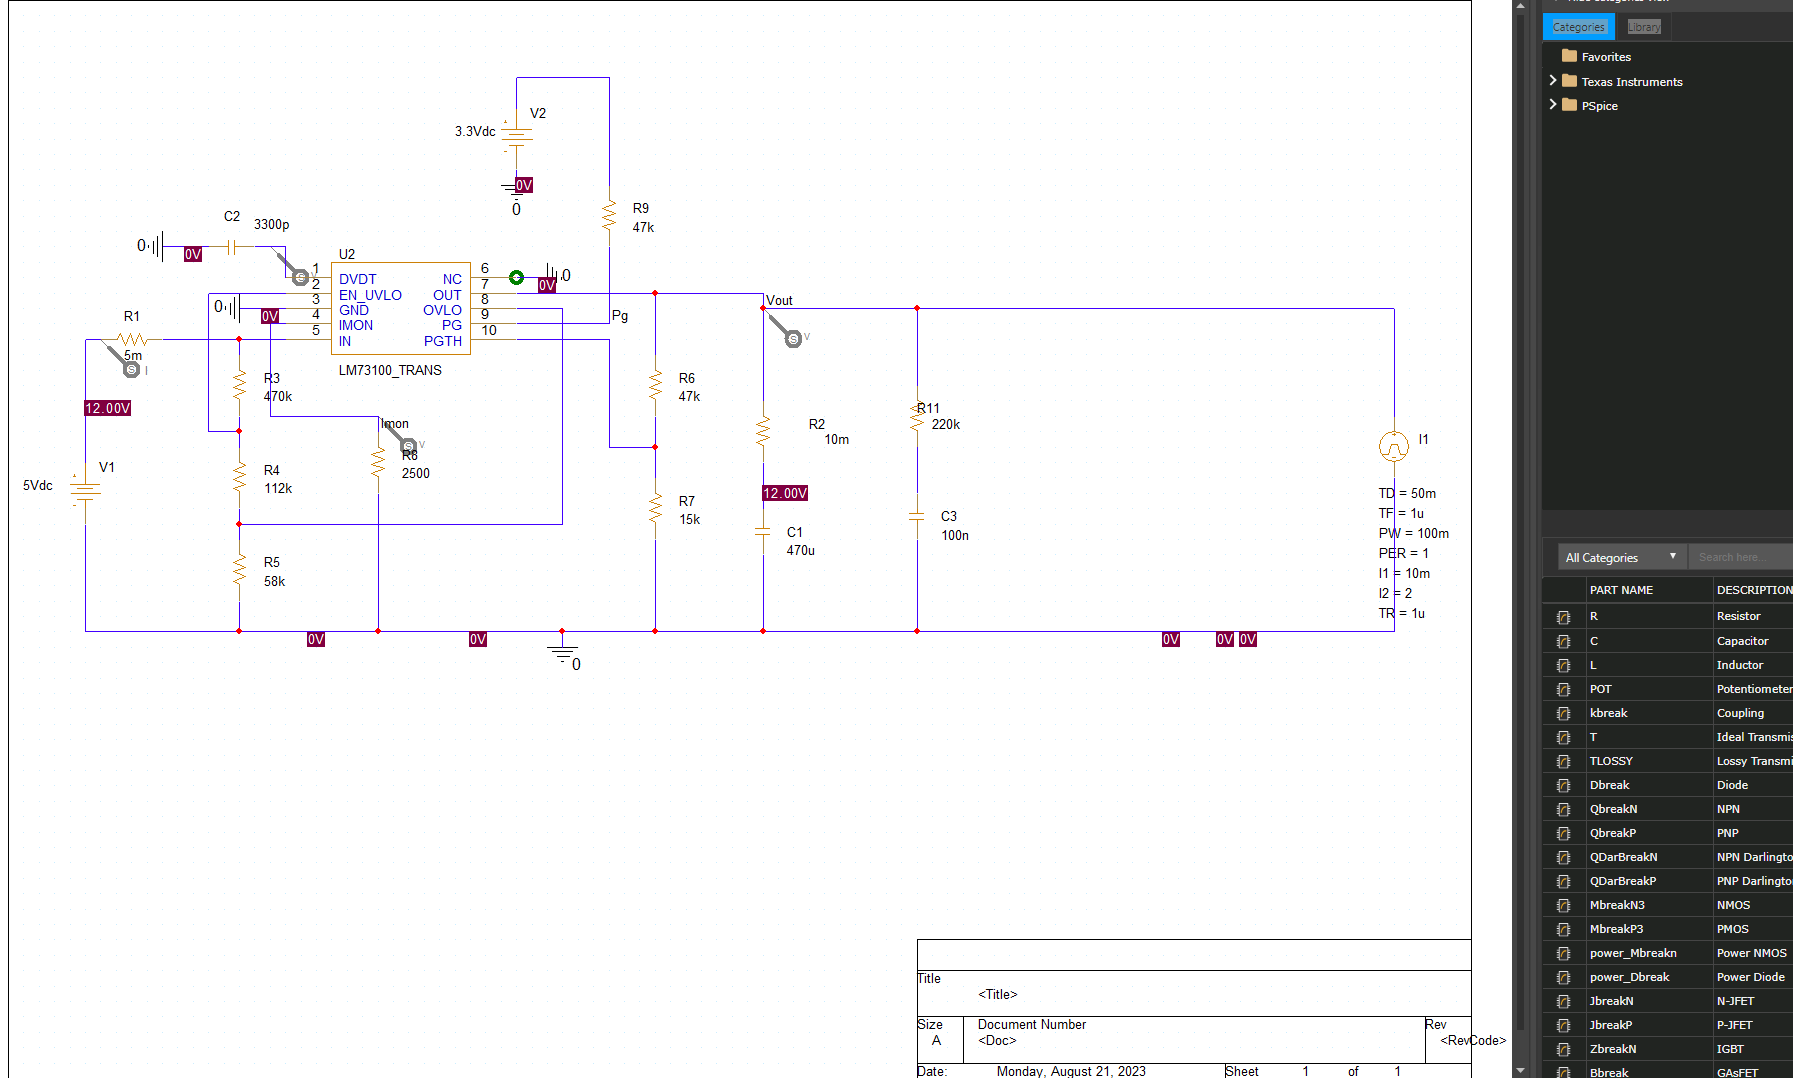 Categories
Library
Favorites
Texas Instruments
PSpice
V2
3.3Vdc
0V
0
R9
47k
C2
3300p
0
0V
U2
1
2
3
4
5
DVDT
EN_UVLO
GND
IMON
IN
NC
OUT
OVLO
PG
PGTH
6
7
8
9
10
LM73100_TRANS
V
0
0V
0
0V
Pg
Vout
V
R1
5m
I
12.00V
R3
470k
Imon
V
R8
2500
V1
5Vdc
R4
112k
R5
58k
R6
47k
R7
15k
R2
10m
12.00V
C1
470u
R11
220k
C3
100n
I1
TD = 50m
TF = 1u
PW = 100m
PER = 1
I1 = 10m
I2 = 2
TR = 1u
0V
0V
0
0V
0V
0V
Title
<Title>
Size
A
Document Number
<Doc>
Rev
<RevCode>
Date:
Monday, August 21, 2023
Sheet
1
of
1
All Categories
Search here...
PART NAME DESCRIPTION
R Resistor
C Capacitor
L Inductor
POT Potentiometer
kbreak Coupling
T Ideal Transmis
TLOSSY Lossy Transmi
Dbreak Diode
QbreakN NPN
QbreakP PNP
QDarBreakN NPN Darlingto
QDarBreakP PNP Darlingto
MbreakN3 NMOS
MbreakP3 PMOS
power_Mbreakn Power NMOS
power_Dbreak Power Diode
JbreakN N-JFET
JbreakP P-JFET
ZbreakN IGBT
Bbreak GAsFET